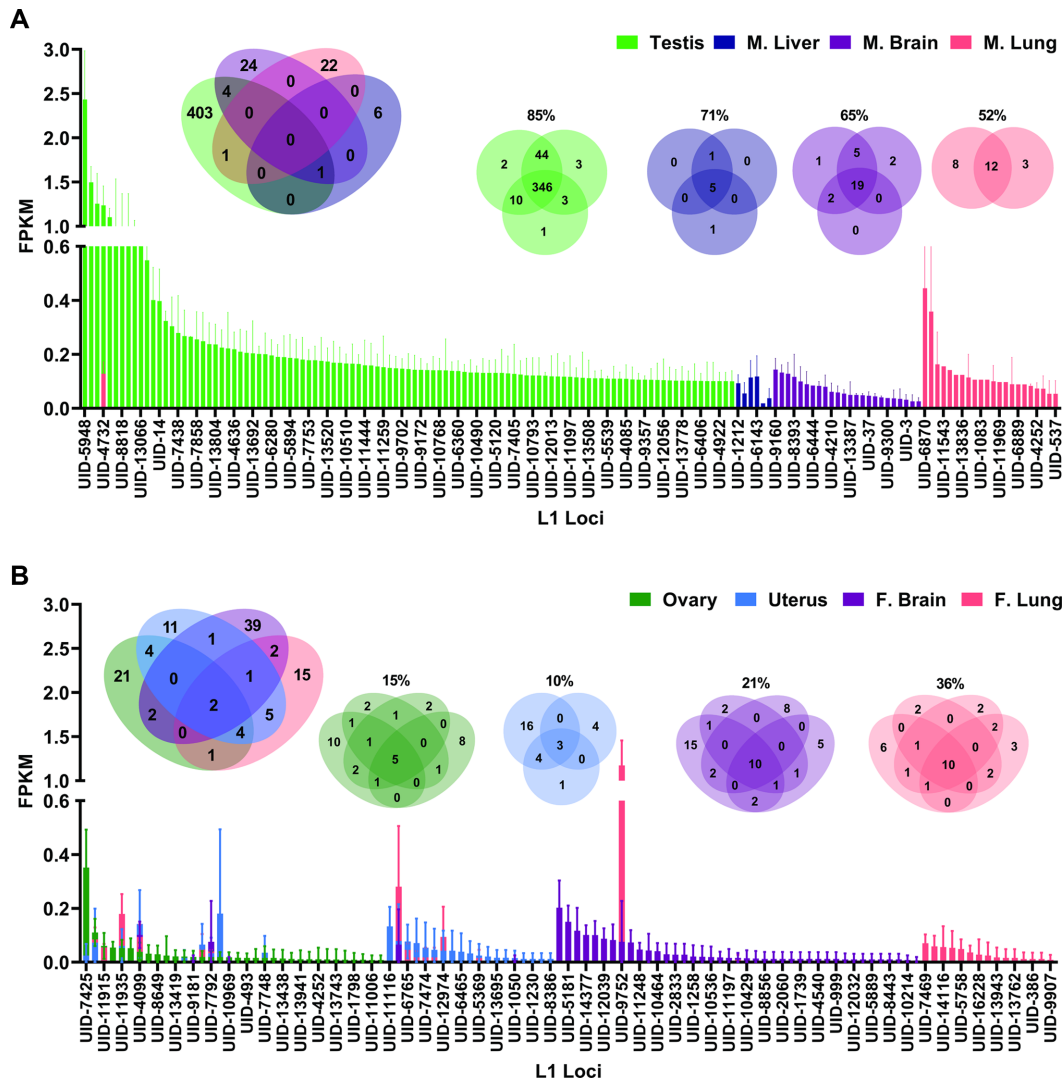 A
Testis M. Liver M. Brain M. Lung
3.0
2.5
2.0
1.5
1.0
0.6
0.4
0.2
0.0
FPKM
24 22
4 0 0
403 0 0 6
0
1 0 1 0
0
85%
2 44 3
346
10 3
1
71%
0 1 0
5
0 0
1
65%
1 5 2
19
2 0
0
52%
8 12 3
UID-5948
UID-4732
UID-8818
UID-13066
UID-14
UID-7438
UID-7858
UID-13804
UID-4636
UID-13692
UID-6280
UID-5894
UID-7753
UID-13520
UID-10510
UID-11444
UID-11259
UID-9702
UID-9172
UID-10768
UID-6360
UID-10490
UID-5120
UID-7405
UID-10793
UID-12013
UID-11097
UID-13508
UID-5539
UID-4085
UID-9357
UID-12056
UID-13778
UID-6406
UID-4922
UID-1212
UID-6143
UID-9160
UID-8393
UID-6444
UID-4210
UID-13387
UID-37
UID-9300
UID-3
UID-6870
UID-11543
UID-13836
UID-10083
UID-11969
UID-6889
UID-4252
UID-537
L1 Loci
B
Ovary Uterus F. Brain F. Lung
3.0
2.5
2.0
1.5
1.0
0.6
0.4
0.2
0.0
FPKM
11 39
4 1 2
21 0 1 15
2
2 0 4 5
1
15%
2 2
1 1 0
10 1 0 8
5
2 1 0 1
0
10%
16 0 4
3
4 0
1
21%
2 8
1 0 0
15 0 0 5
10
2 0 1 1
2
36%
2 2
0 0 2
6 1 0 3
10
1 1 0 2
0
UID-7425
UID-11915
UID-11935
UID-4099
UID-8649
UID-13419
UID-9181
UID-7792
UID-10969
UID-493
UID-7748
UID-13438
UID-13941
UID-4252
UID-13743
UID-1798
UID-11006
UID-11116
UID-6765
UID-7474
UID-12974
UID-6465
UID-5369
UID-13695
UID-1050
UID-1230
UID-8386
UID-5181
UID-14377
UID-12039
UID-9752
UID-11248
UID-10464
UID-2833
UID-1258
UID-10536
UID-11197
UID-10429
UID-8856
UID-2060
UID-11739
UID-4540
UID-999
UID-12032
UID-5889
UID-8443
UID-10214
UID-7469
UID-14116
UID-5758
UID-16228
UID-13943
UID-13762
UID-386
UID-9907
L1 Loci